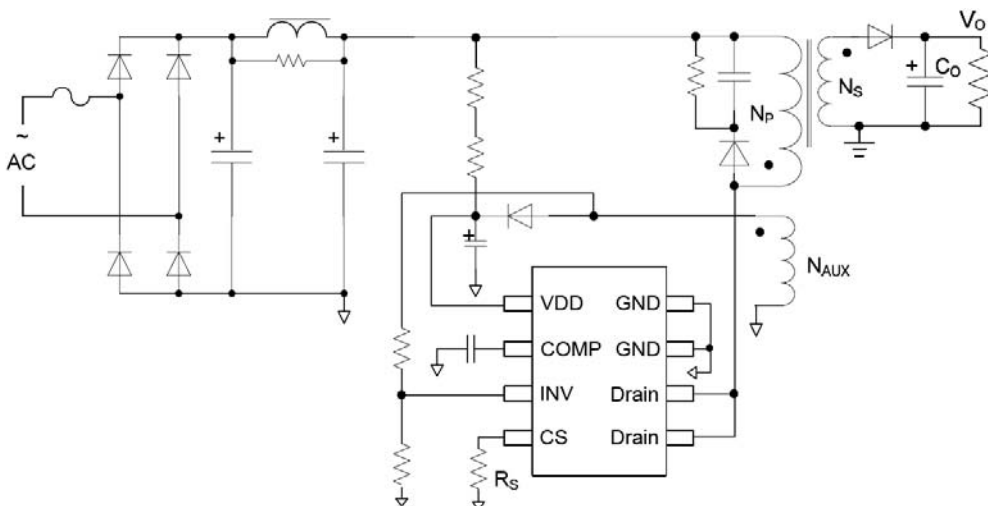 Vo
+
Co
Ns
Np
~
AC
+
+
+
NAUX
VDD
GND
COMP
GND
INV
Drain
CS
Drain
Rs